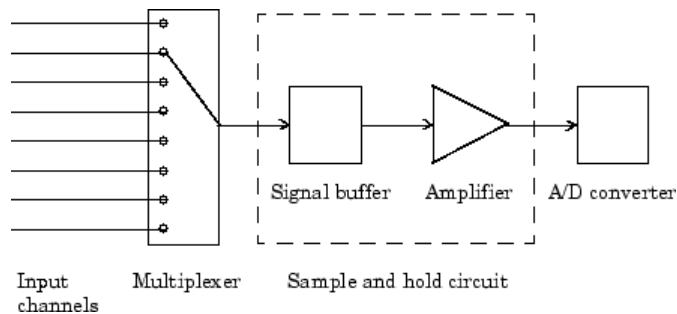 Signal buffer
Amplifier
A/D converter
Input
channels
Multiplexer
Sample and hold circuit